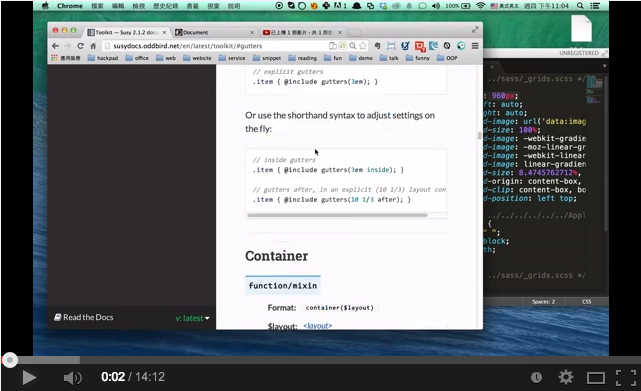 Chrome 檔案 編輯 檢視 歷史紀錄 書籤 視窗 說明
100% 美式英文 週四 下午11:04
Toolkit — Susy 2.1.2 docu
Document
已上傳 1 部影片，共 1 部
UNREGISTERED
susydocs.oddbird.net/en/latest/toolkit/#gutters
應用服務 hackpad office web website service snippet reading fun demo talk funny OOP
// explicit gutters
.item { @include gutters(3em); }
Or use the shorthand syntax to adjust settings on
the fly:
// inside gutters
.item { @include gutters(3em inside); }
// gutters after, in an explicit (10 1/3) layout con
.item { @include gutters(10 1/3 after); }
Container
function/mixin
Format: container($layout)
$layout: <layout>
Read the Docs
v: latest
../sass/_grids.scss */
: 960px;
ft: auto;
ght: auto;
d-image: url('data:imag
d-size: 100%;
d-image: -webkit-gradie
d-image: -moz-linear-gr
d-image: -webkit-linear
d-image: linear-gradien
d-size: 8.4745762712%,
d-origin: content-box,
d-clip: content-box, bo
d-position: left top;
../../../../../../Appl
{
" ";
block;
th;
../sass/_grids.scss */
Spaces: 2 CSS
0:02 / 14:12